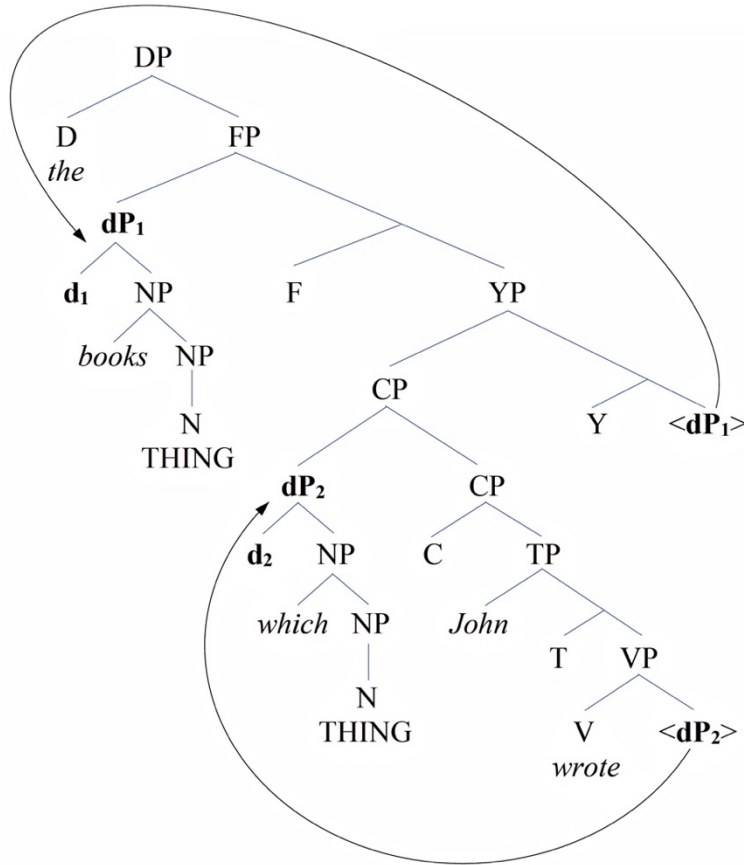 DP
D FP
the
dP₁
d₁ NP F YP
books NP
CP
N Y <dP₁>
THING
dP₂ CP
d₂ NP C TP
which NP John
T VP
N
THING V <dP₂>
wrote